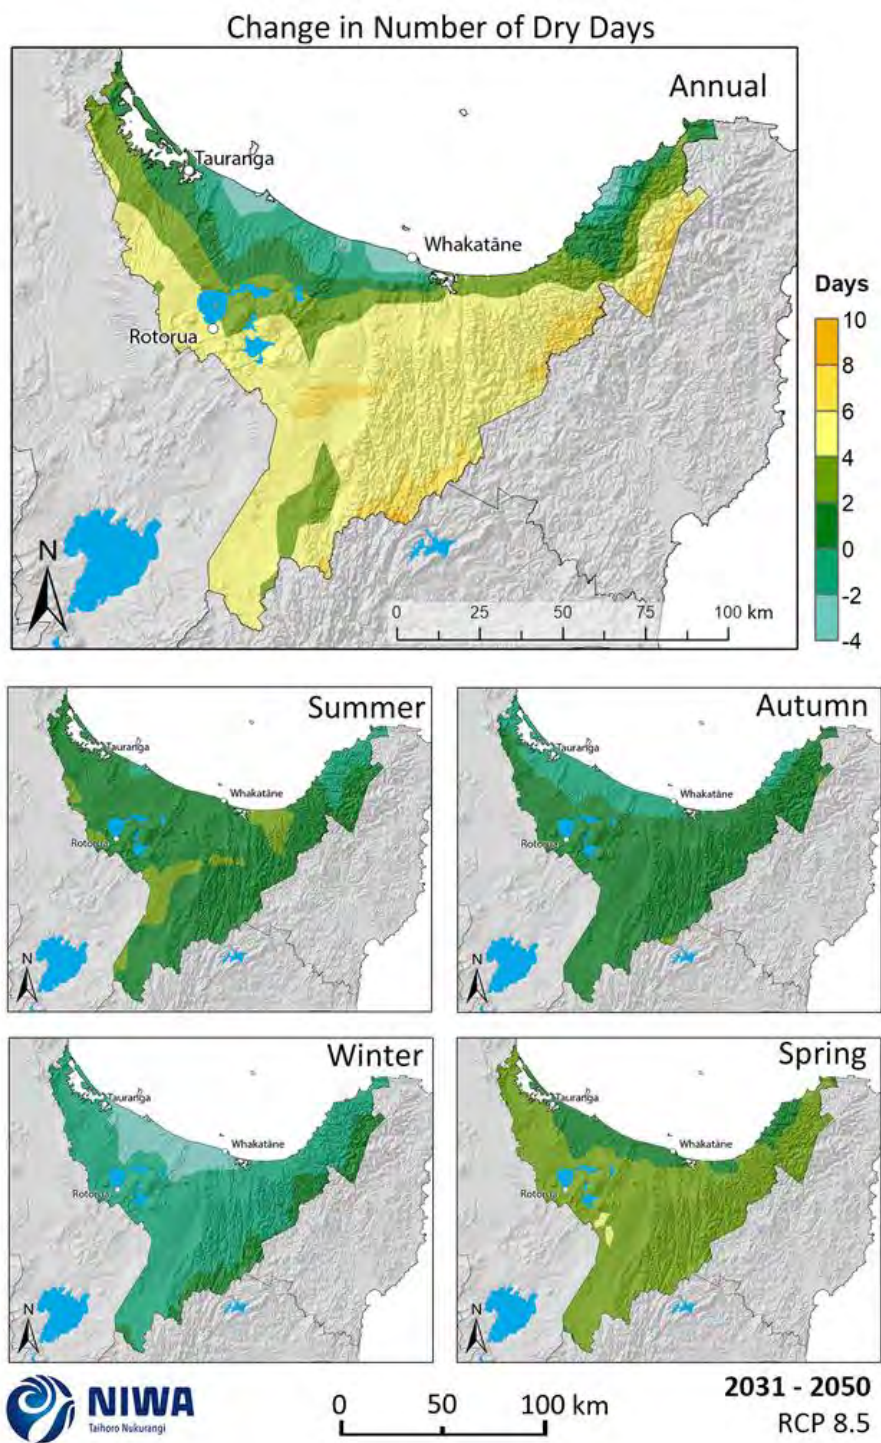 Change in Number of Dry Days
Annual
Tauranga
Whakatāne
Rotorua
Days
10
8
6
4
2
0
-2
-4
N
0 25 50 75 100 km
Summer
Tauranga
Whakatāne
Rotorua
N
Autumn
Tauranga
Whakatāne
Rotorua
N
Winter
Tauranga
Whakatāne
Rotorua
N
Spring
Tauranga
Whakatāne
Rotorua
N
NIWA
Taihoro Nukurangi
0 50 100 km
2031 - 2050
RCP 8.5